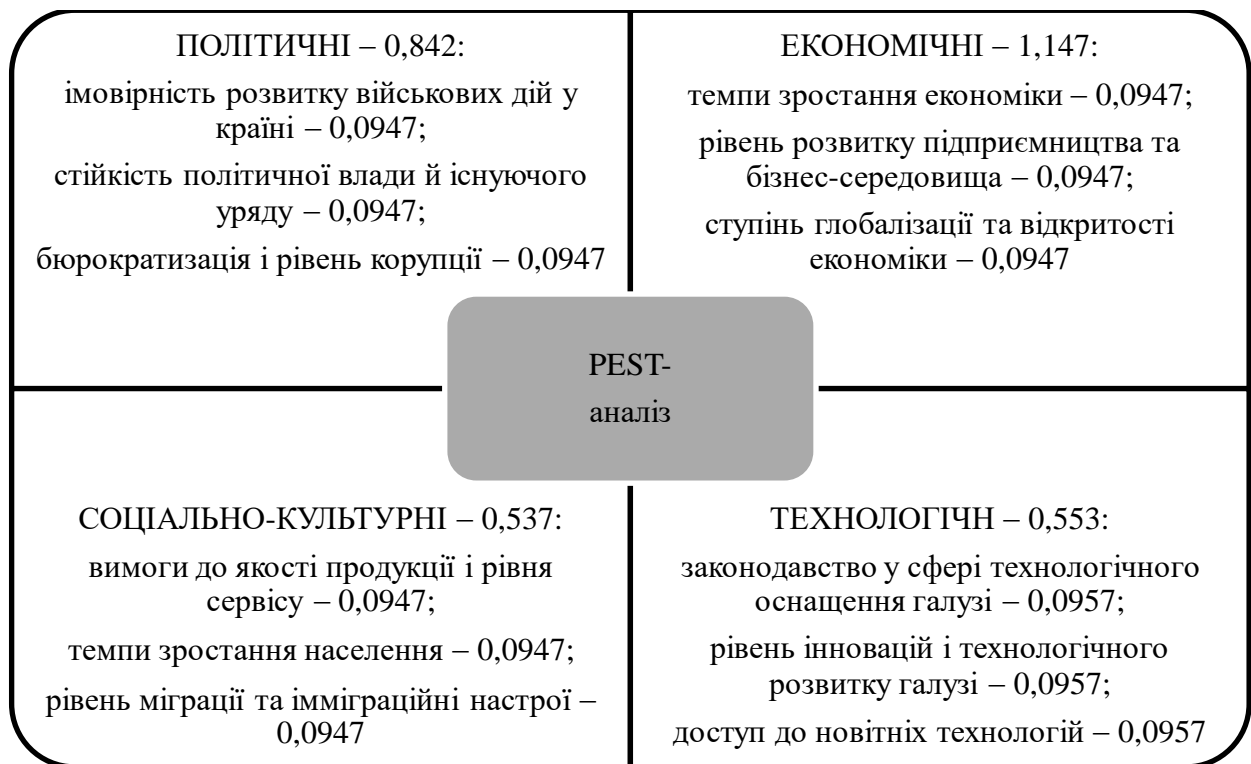 ПОЛІТИЧНІ – 0,842:
імовірність розвитку військових дій у
країні – 0,0947;
стійкість політичної влади й існуючого
уряду – 0,0947;
бюрократизація і рівень корупції – 0,0947
ЕКОНОМІЧНІ – 1,147:
темпи зростання економіки – 0,0947;
рівень розвитку підприємництва та
бізнес-середовища – 0,0947;
ступінь глобалізації та відкритості
економіки – 0,0947
PEST-
аналіз
СОЦІАЛЬНО-КУЛЬТУРНІ – 0,537:
вимоги до якості продукції і рівня
сервісу – 0,0947;
темпи зростання населення – 0,0947;
рівень міграції та імміграційні настрої –
0,0947
ТЕХНОЛОГІЧН – 0,553:
законодавство у сфері технологічного
оснащення галузі – 0,0957;
рівень інновацій і технологічного
розвитку галузі – 0,0957;
доступ до новітніх технологій – 0,0957